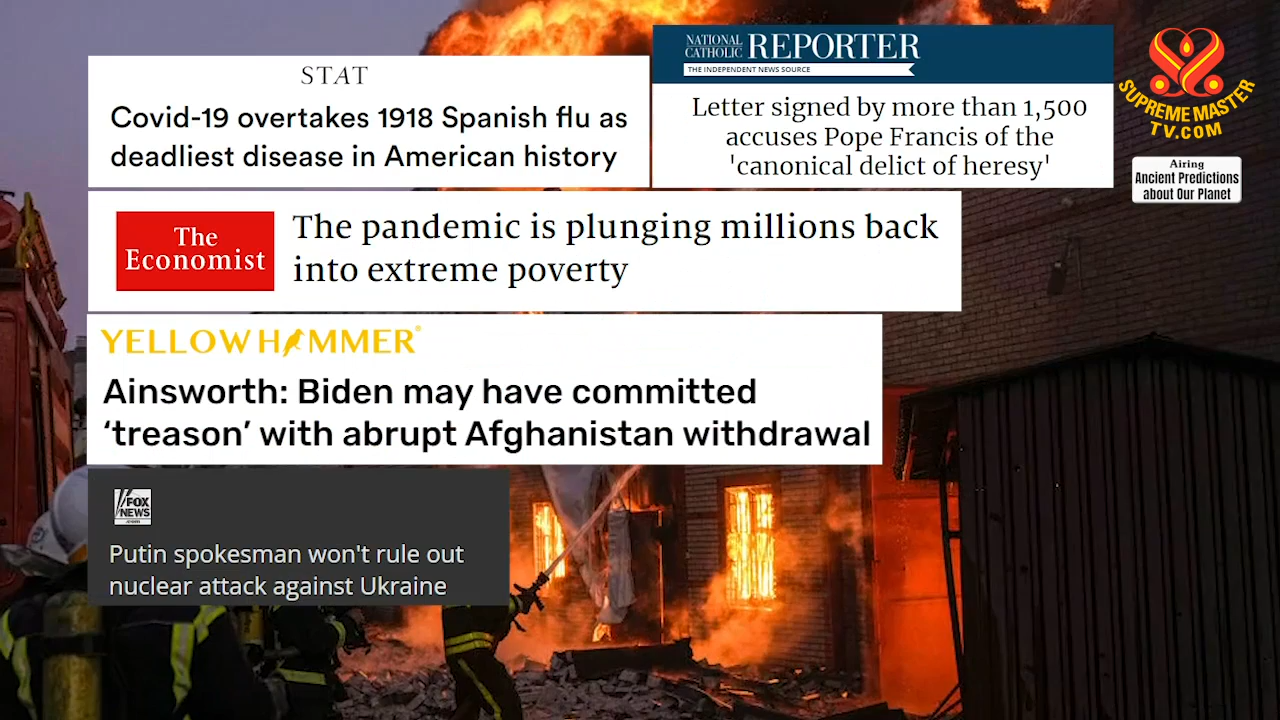 STAT
Covid-19 overtakes 1918 Spanish flu as
deadliest disease in American history
NATIONAL
CATHOLIC
REPORTER
THE INDEPENDENT NEWS SOURCE
Letter signed by more than 1,500
accuses Pope Francis of the
'canonical delict of heresy'
SUPREME MASTER
TV.COM
Airing
Ancient Predictions
about Our Planet
The
Economist
The pandemic is plunging millions back
into extreme poverty
YELLOWHAMMER®
Ainsworth: Biden may have committed
‘treason’ with abrupt Afghanistan withdrawal
FOX
NEWS
Putin spokesman won't rule out
nuclear attack against Ukraine